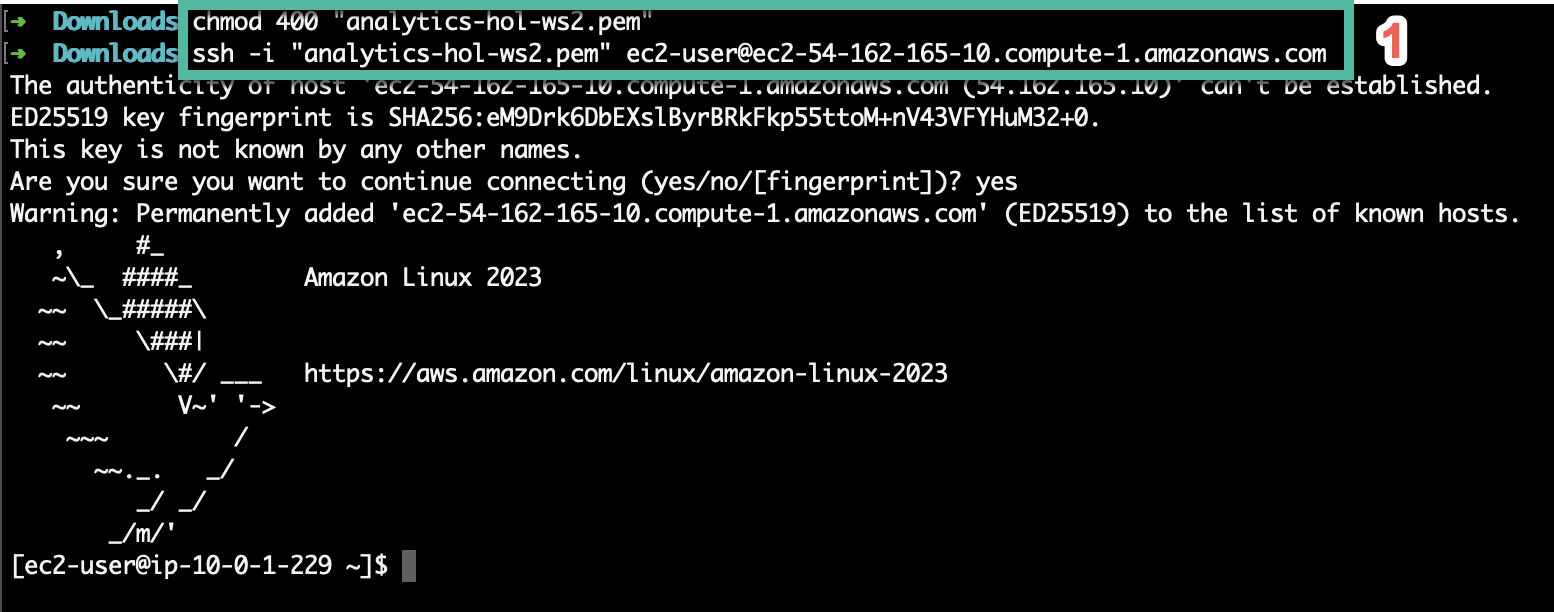 [➜ Downloads chmod 400 "analytics-hol-ws2.pem"
[➜ Downloads ssh -i "analytics-hol-ws2.pem" ec2-user@ec2-54-162-165-10.compute-1.amazonaws.com
1
The authenticity of host 'ec2-54-162-165-10.compute-1.amazonaws.com (54.162.165.10)' can't be established.
ED25519 key fingerprint is SHA256:eM9Drk6DbEXslByrBRkFkp55ttoM+nV43VFYHuM32+0.
This key is not known by any other names.
Are you sure you want to continue connecting (yes/no/[fingerprint])? yes
Warning: Permanently added 'ec2-54-162-165-10.compute-1.amazonaws.com' (ED25519) to the list of known hosts.
   ,     #_
   ~\_  ####_        Amazon Linux 2023
  ~~  \_#####\
  ~~     \###|
  ~~       \#/ ___   https://aws.amazon.com/linux/amazon-linux-2023
   ~~       V~' '->
    ~~~         /
      ~~._.   _/
         _/ _/
       _/m/'
[ec2-user@ip-10-0-1-229 ~]$